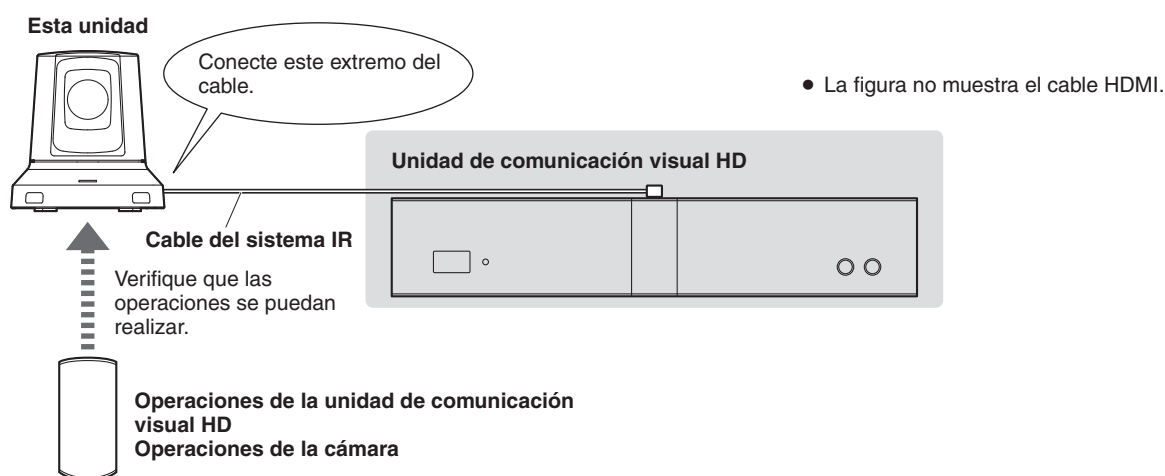 Esta unidad
Conecte este extremo del
cable.
● La figura no muestra el cable HDMI.
Unidad de comunicación visual HD
Cable del sistema IR
Verifique que las
operaciones se puedan
realizar.
Operaciones de la unidad de comunicación
visual HD
Operaciones de la cámara